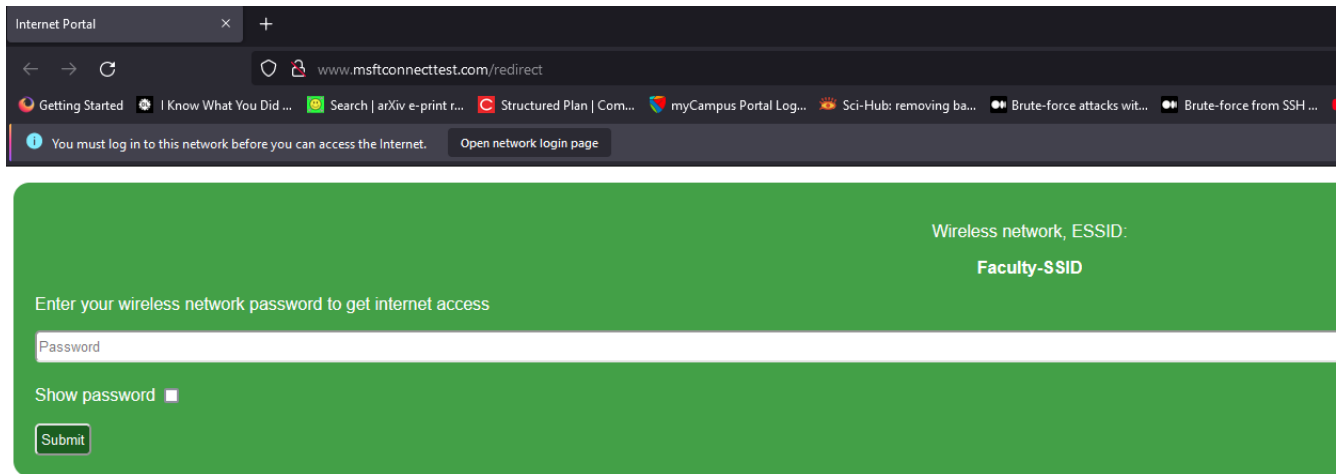 Internet Portal
www.msftconnecttest.com/redirect
Getting Started I Know What You Did ... Search | arXiv e-print r... Structured Plan | Com... myCampus Portal Log... Sci-Hub: removing ba... Brute-force attacks wit... Brute-force from SSH ...
You must log in to this network before you can access the Internet. Open network login page
Wireless network, ESSID:
Faculty-SSID
Enter your wireless network password to get internet access
Password
Show password
Submit